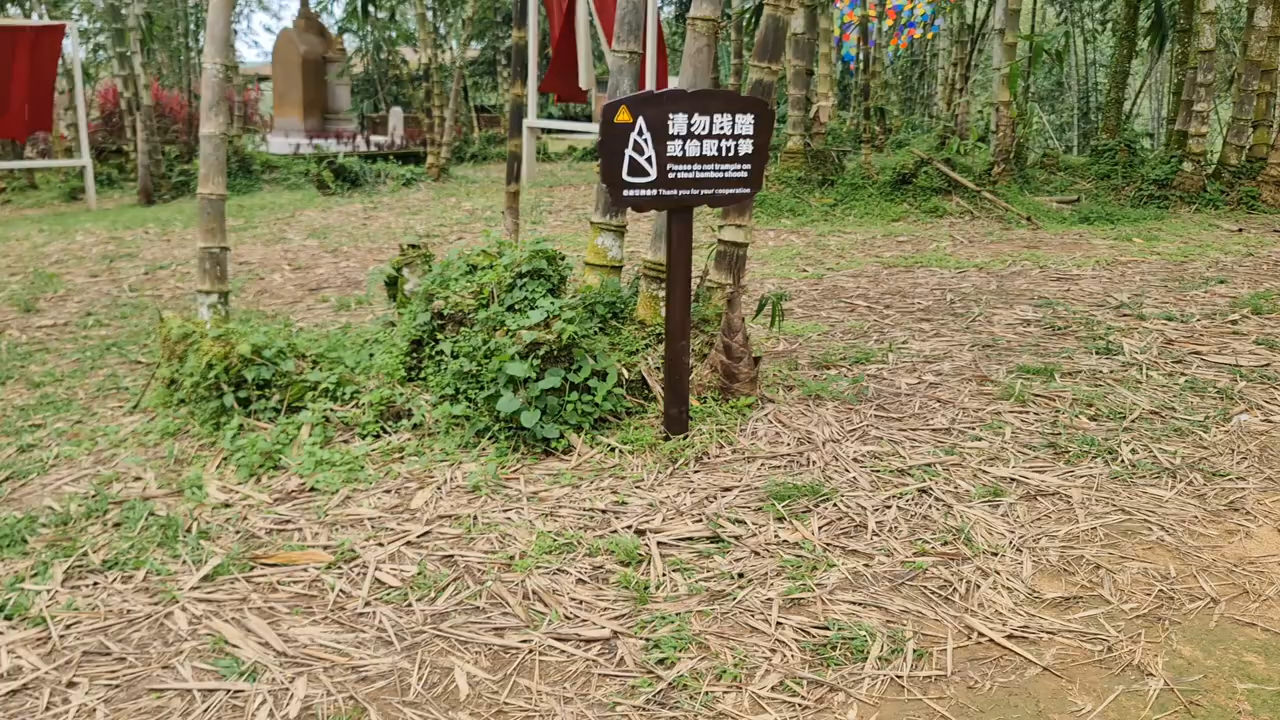 请勿践踏
或偷取竹笋
Please do not trample on
or steal bamboo shoots
Thank you for your cooperation